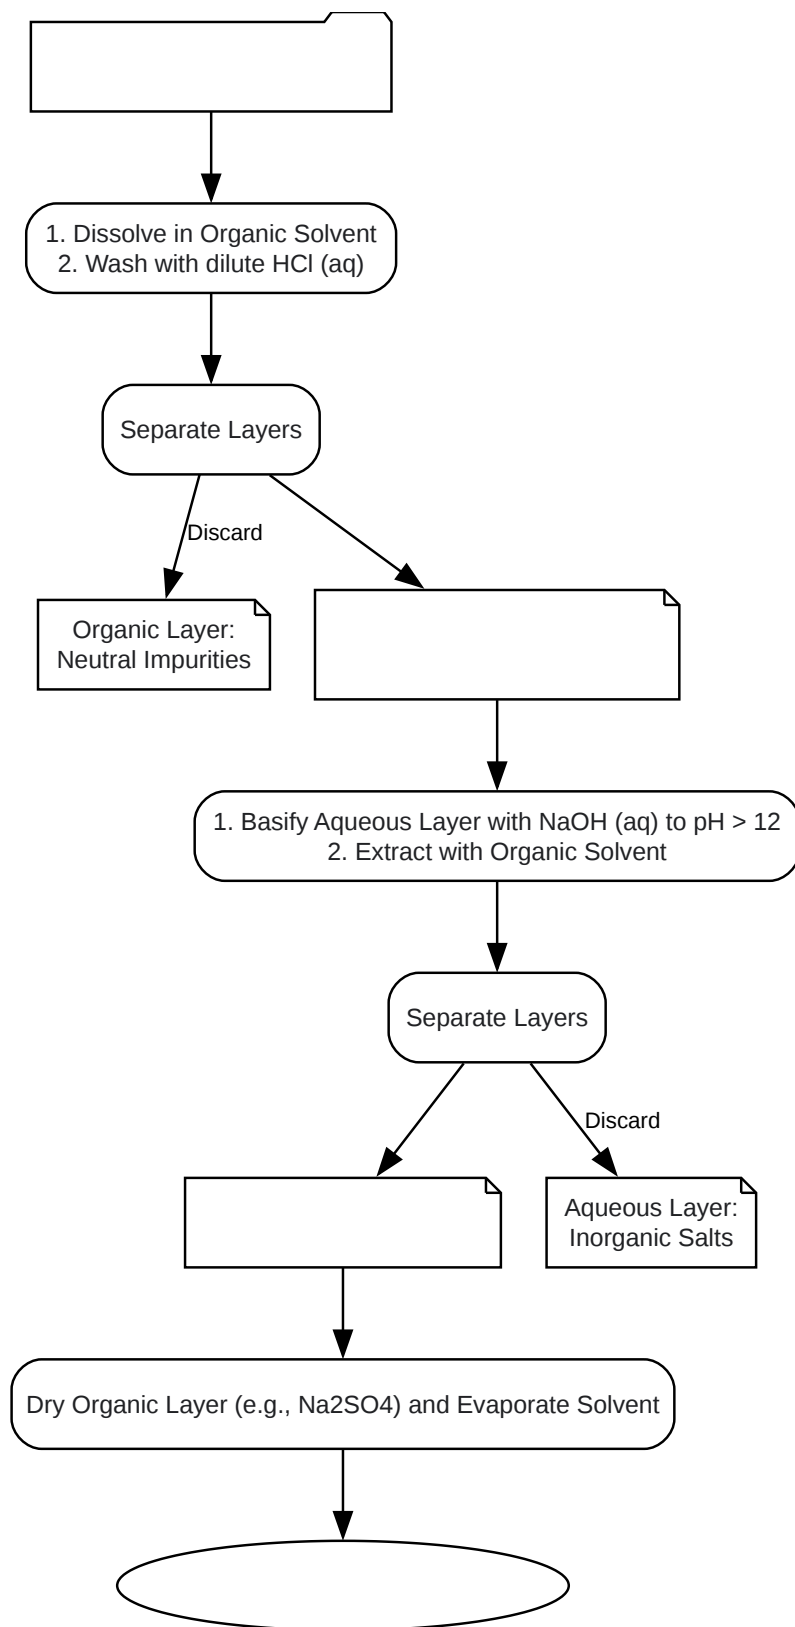 1. Dissolve in Organic Solvent
2. Wash with dilute HCl (aq)
Separate Layers
Discard
Organic Layer:
Neutral Impurities
1. Basify Aqueous Layer with NaOH (aq) to pH > 12
2. Extract with Organic Solvent
Separate Layers
Discard
Aqueous Layer:
Inorganic Salts
Dry Organic Layer (e.g., Na2SO4) and Evaporate Solvent